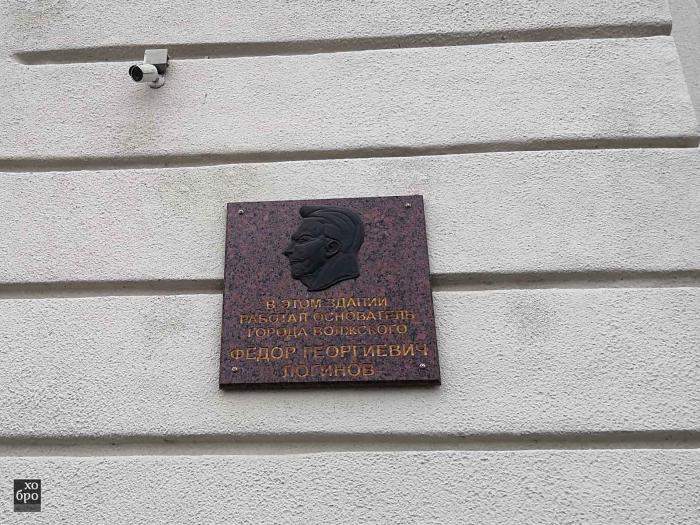 В ЭТОМ ЗДАНИИ
РАБОТАЛ ОСНОВАТЕЛЬ
ГОРОДА ВОЛЖСКОГО
ФЕДОР ГЕОРГИЕВИЧ
ЛОГИНОВ
хо
бро